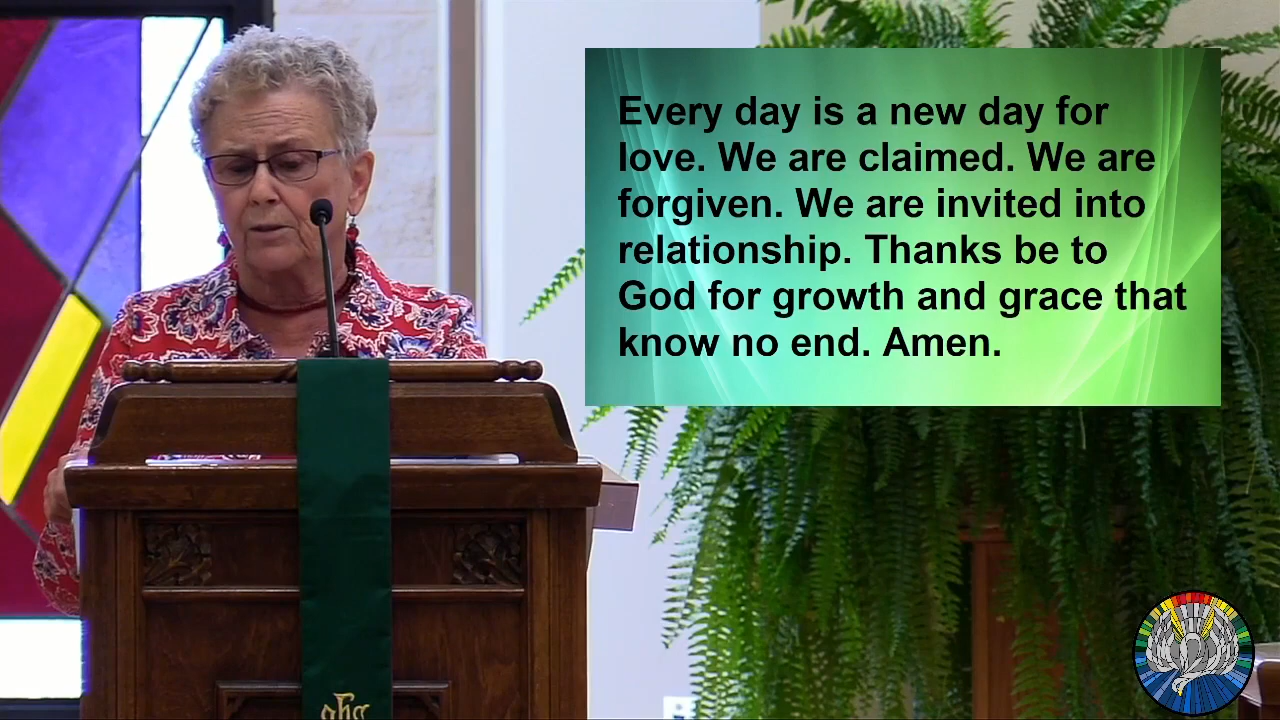 Every day is a new day for
love. We are claimed. We are
forgiven. We are invited into
relationship. Thanks be to
God for growth and grace that
know no end. Amen.